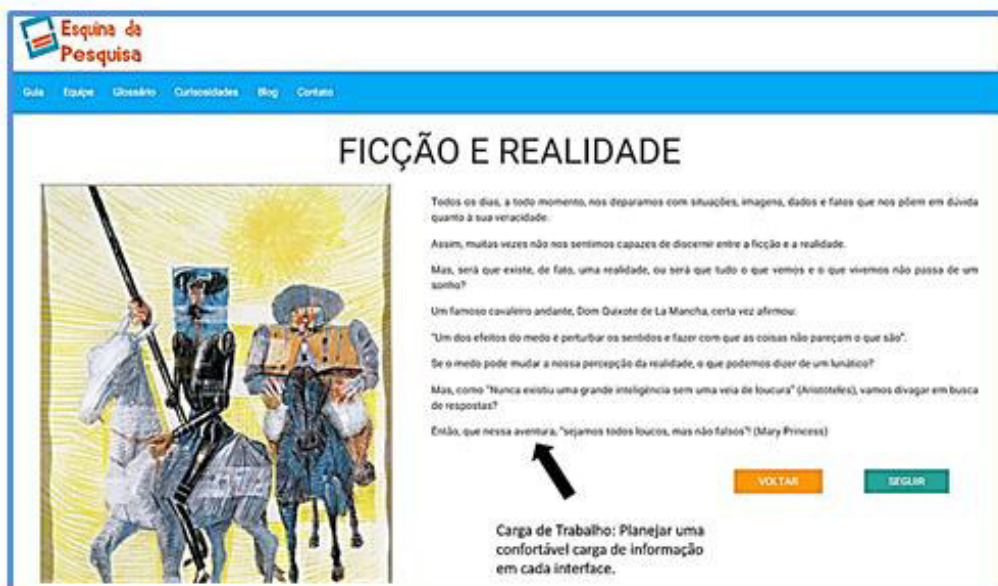 Esquina da
Pesquisa
Guia Equipe Glossário Curiosidades Blog Contato
FICÇÃO E REALIDADE
Todos os dias, a todo momento, nos deparamos com situações, imagens, dados e fatos que nos põem em dúvida
quanto à sua veracidade.
Assim, muitas vezes não nos sentimos capazes de discernir entre a ficção e a realidade.
Mas, será que existe, de fato, uma realidade, ou será que tudo o que vemos e o que vivemos não passa de um
sonho?
Um famoso cavaleiro andante, Dom Quixote de La Mancha, certa vez afirmou:
"Um dos efeitos do medo é perturbar os sentidos e fazer com que as coisas não pareçam o que são".
Se o medo pode mudar a nossa percepção da realidade, o que podemos dizer de um lunático?
Mas, como "Nunca existiu uma grande inteligência sem uma veia de loucura" (Aristóteles), vamos divagar em busca
de respostas?
Então, que nessa aventura, "sejamos todos loucos, mas não falsos"! (Mary Princess)
VOLTAR SEGUIR
Carga de Trabalho: Planejar uma
confortável carga de informação
em cada interface.